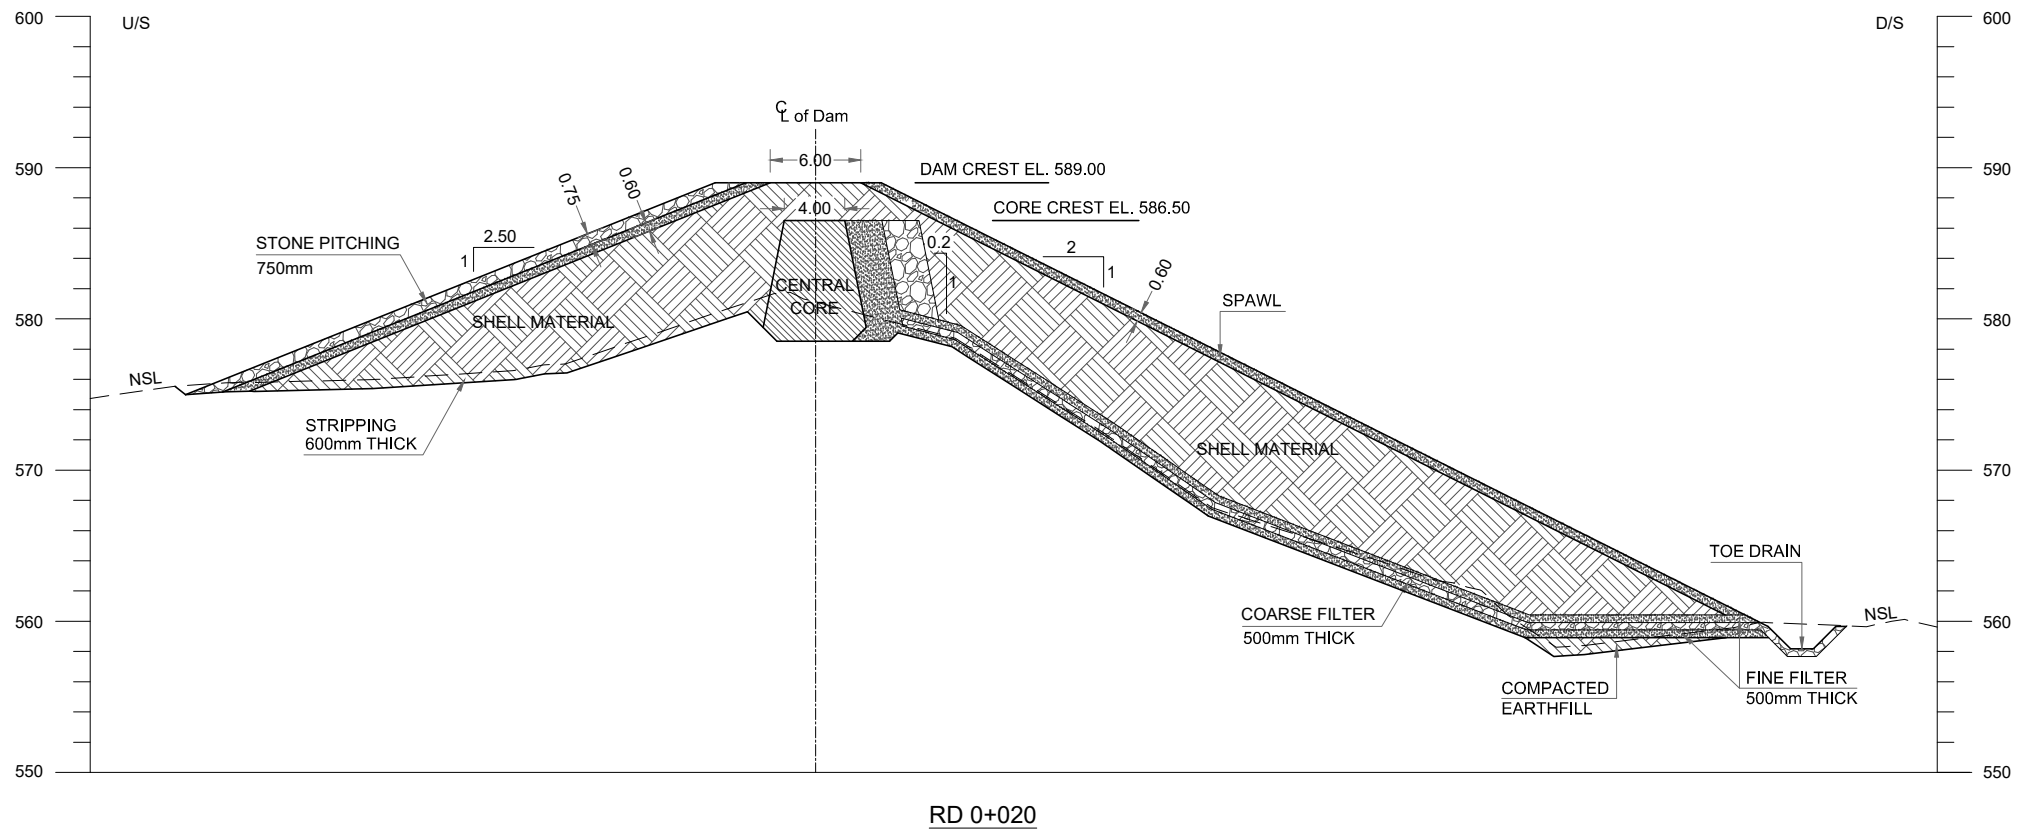 600
U/S
D/S
600
C
L of Dam
590
6.00
DAM CREST EL. 589.00
590
0.75
0.60
4.00
CORE CREST EL. 586.50
STONE PITCHING
750mm
1
2.50
0.2
1
2
1
0.60
CENTRAL
CORE
SPAWL
580
SHELL MATERIAL
580
NSL
STRIPPING
600mm THICK
SHELL MATERIAL
570
570
TOE DRAIN
COARSE FILTER
500mm THICK
NSL
560
560
COMPACTED
EARTHFILL
FINE FILTER
500mm THICK
550
550
RD 0+020